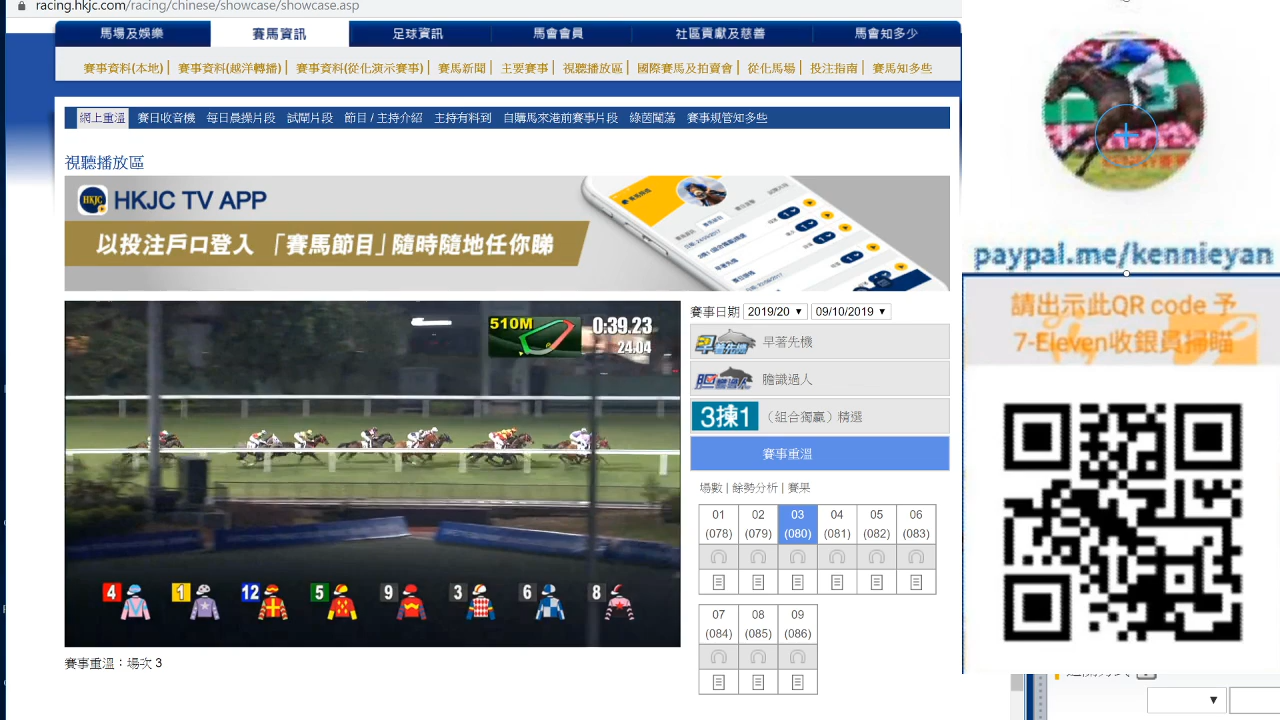 racing.hkjc.com/racing/chinese/showcase/showcase.asp
馬場及娛樂 賽馬資訊 足球資訊 馬會會員 社區貢獻及慈善 馬會知多少
賽事資料(本地) | 賽事資料(越洋轉播) | 賽事資料(從化演示賽事) | 賽馬新聞 | 主要賽事 | 視聽播放區 | 國際賽馬及拍賣會 | 從化馬場 | 投注指南 | 賽馬知多些
網上重溫 賽日收音機 每日晨操片段 試閘片段 節目 / 主持介紹 主持有料到 自購馬來港前賽事片段 綠茵闖蕩 賽事規管知多些
視聽播放區
HKJC TV APP
以投注戶口登入 「賽馬節目」隨時隨地任你睇
510M 0:39.23
24.04
4 1 12 5 9 3 6 8
賽事重溫：場次 3
賽事日期 2019/20 09/10/2019
早著先機 早著先機
膽識過人
3揀1 （組合獨贏）精選
賽事重溫
場數 | 餘勢分析 | 賽果
01 02 03 04 05 06
(078) (079) (080) (081) (082) (083)
07 08 09
(084) (085) (086)
paypal.me/kennieyan
請出示此QR code 予
7-Eleven收銀員掃瞄